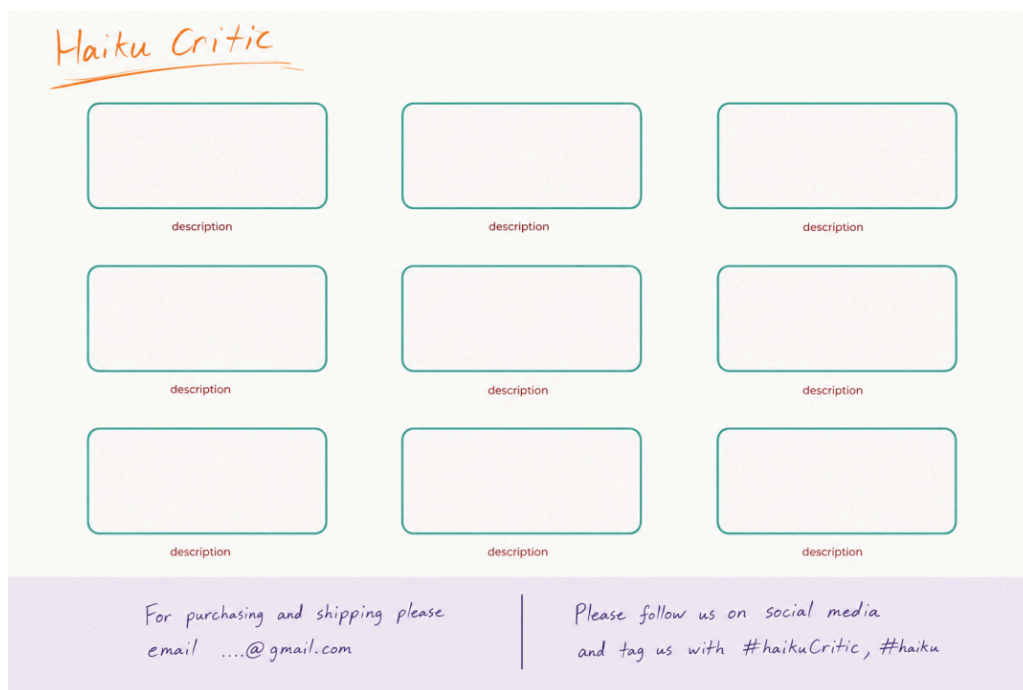 Haiku Critic
description
description
description
description
description
description
description
description
description
For purchasing and shipping please
email ....@gmail.com
Please follow us on social media
and tag us with #haikuCritic, #haiku